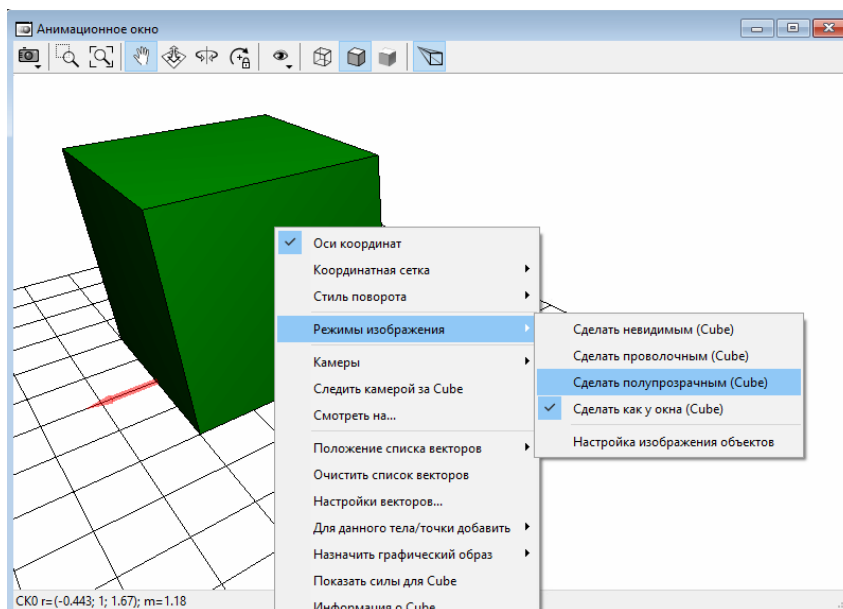 Анимационное окно
Оси координат
Координатная сетка
Стиль поворота
Режимы изображения
Камеры
Следить камерой за Cube
Смотреть на...
Положение списка векторов
Очистить список векторов
Настройки векторов...
Для данного тела/точки добавить
Назначить графический образ
Показать силы для Cube
Информация о Cube
Сделать невидимым (Cube)
Сделать проволочным (Cube)
Сделать полупрозрачным (Cube)
Сделать как у окна (Cube)
Настройка изображения объектов
СК0 r=(-0.443; 1; 1.67); m=1.18